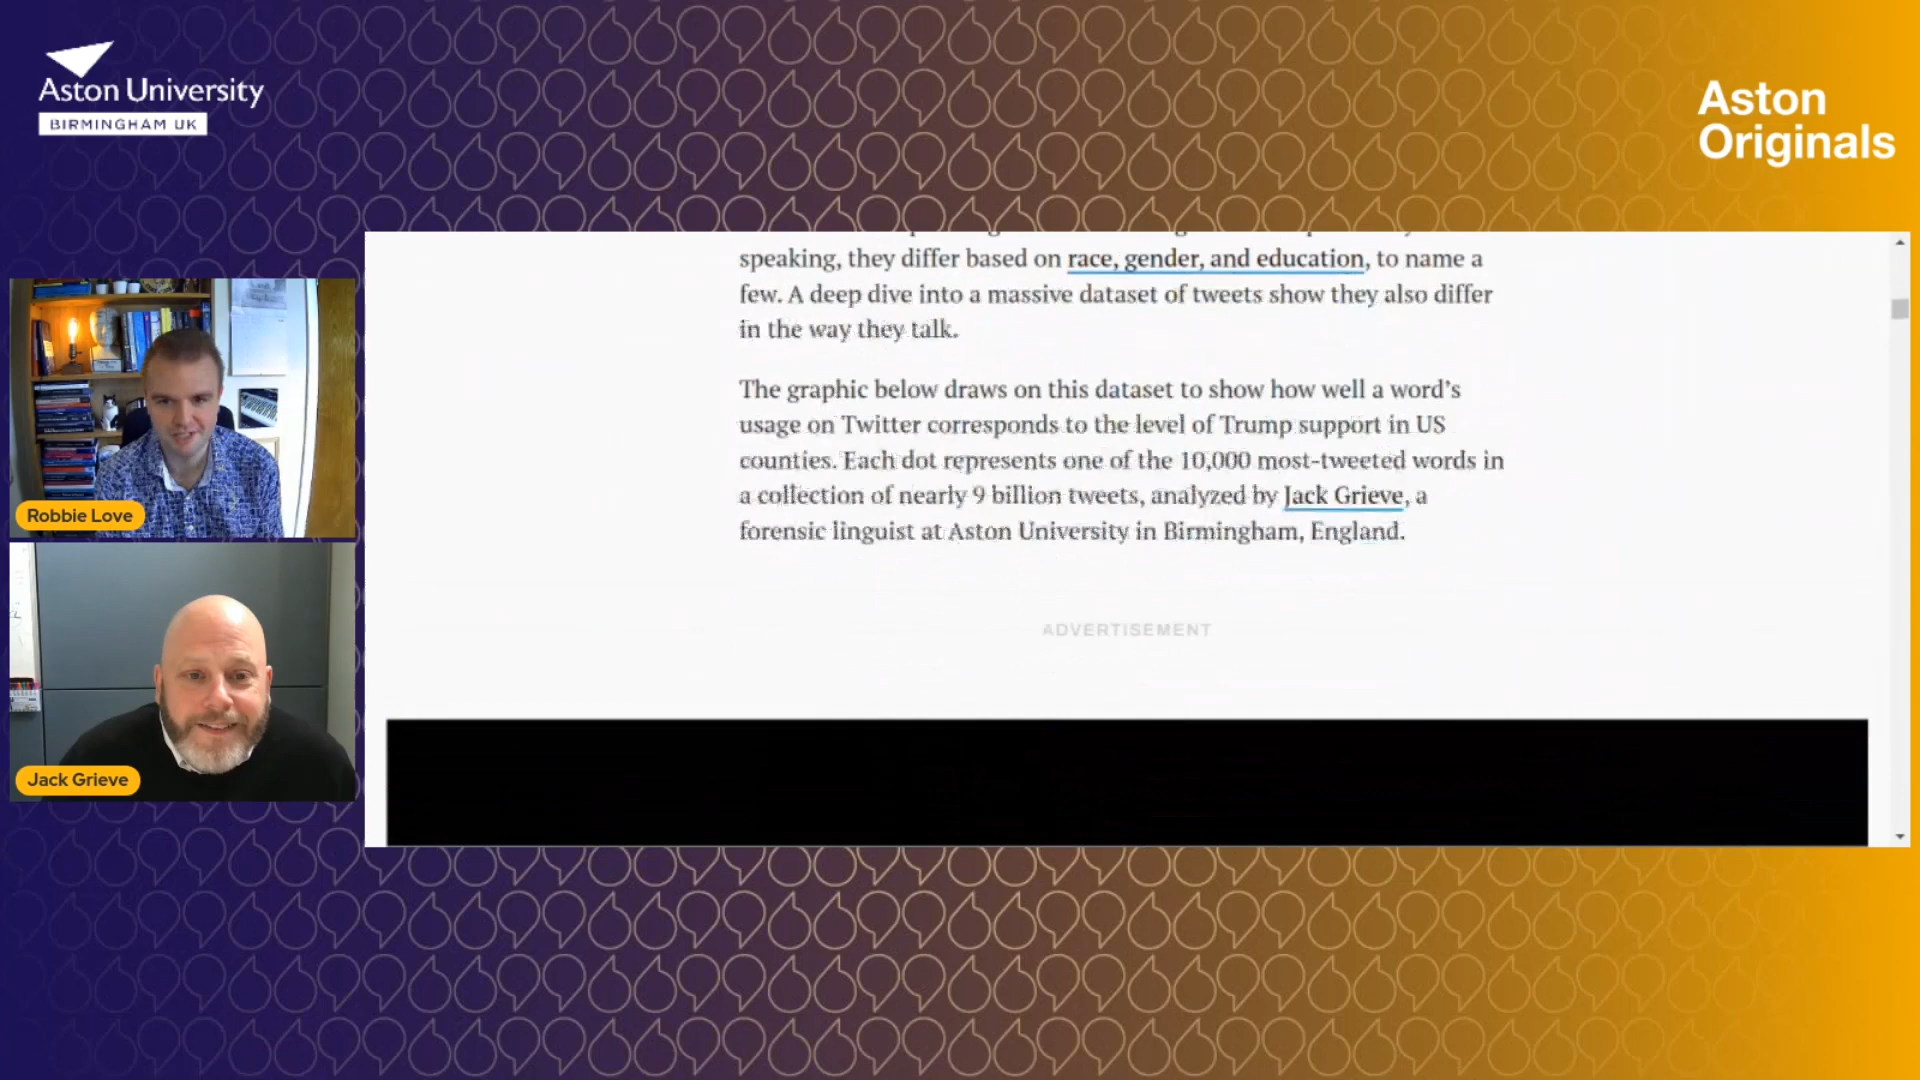 Aston University
BIRMINGHAM UK
Aston
Originals
speaking, they differ based on race, gender, and education, to name a
few. A deep dive into a massive dataset of tweets show they also differ
in the way they talk.
The graphic below draws on this dataset to show how well a word’s
usage on Twitter corresponds to the level of Trump support in US
counties. Each dot represents one of the 10,000 most-tweeted words in
a collection of nearly 9 billion tweets, analyzed by Jack Grieve, a
forensic linguist at Aston University in Birmingham, England.
ADVERTISEMENT
Robbie Love
Jack Grieve